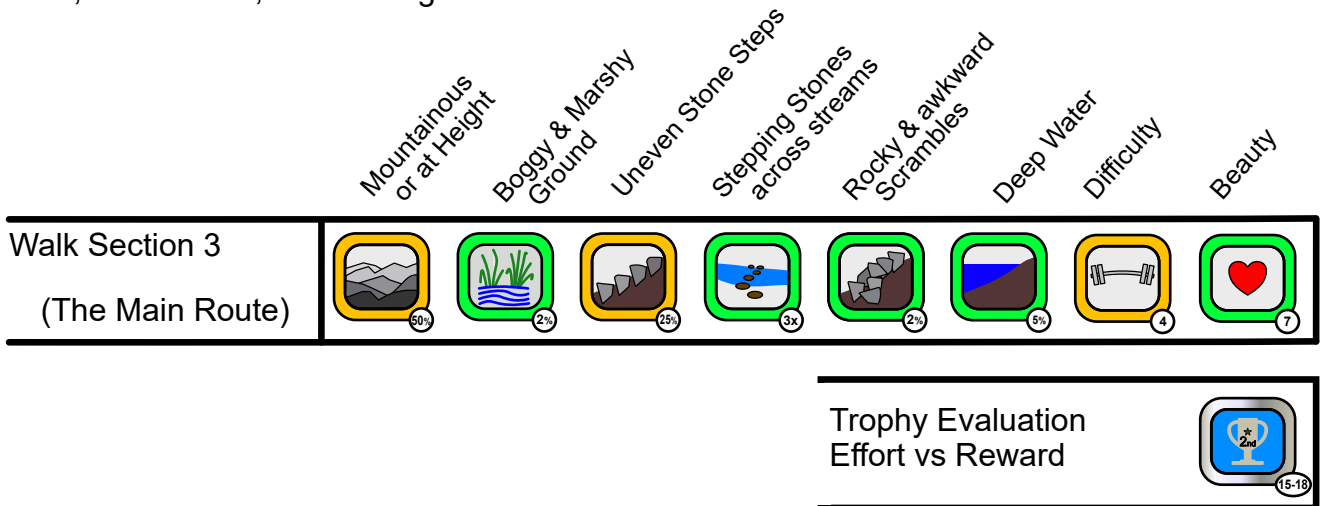 Mountainous
or at Height
Boggy & Marshy
Ground
Uneven Stone Steps
Stepping Stones
across streams
Rocky & awkward
Scrambles
Deep Water
Difficulty
Beauty
Walk Section 3
(The Main Route)
50%
2%
25%
3x
2%
5%
4
7
Trophy Evaluation
Effort vs Reward
2nd
15-18